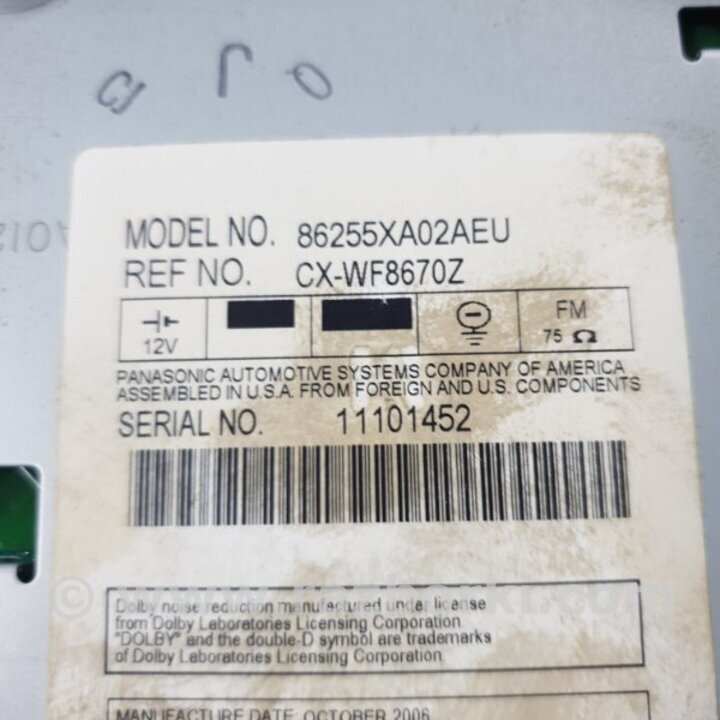 B J O
MODEL NO. 86255XA02AEU
REF NO. CX-WF8670Z
12V
FM
75 Ω
PANASONIC AUTOMOTIVE SYSTEMS COMPANY OF AMERICA
ASSEMBLED IN U.S.A. FROM FOREIGN AND U.S. COMPONENTS
SERIAL NO. 11101452
Dolby noise reduction manufactured under license
from Dolby Laboratories Licensing Corporation.
"DOLBY" and the double-D symbol are trademarks
of Dolby Laboratories Licensing Corporation.
MANUFACTURE DATE: OCTOBER 2006